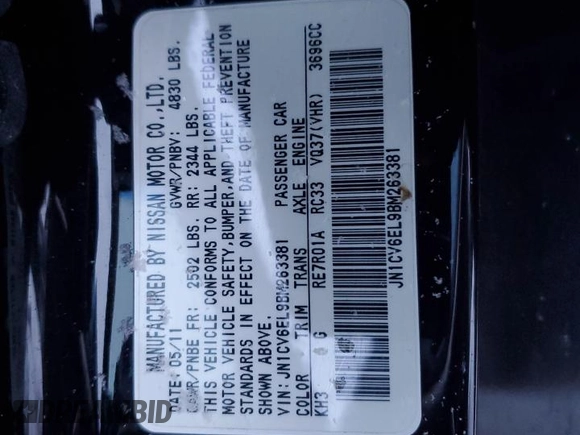 MANUFACTURED BY NISSAN MOTOR CO.,LTD.
DATE: 05/11 GVWR/PNBV: 4830 LBS.
GAWR/PNBE FR: 2502 LBS. RR: 2344 LBS.
THIS VEHICLE CONFORMS TO ALL APPLICABLE FEDERAL
MOTOR VEHICLE SAFETY, BUMPER, AND THEFT PREVENTION
STANDARDS IN EFFECT ON THE DATE OF MANUFACTURE
SHOWN ABOVE.
VIN: JN1CV6EL9BM263381 PASSENGER CAR
COLOR TRIM TRANS AXLE ENGINE
KH3 G RE7R01A RC33 VQ37(VHR) 3696CC
JN1CV6EL9BM263381